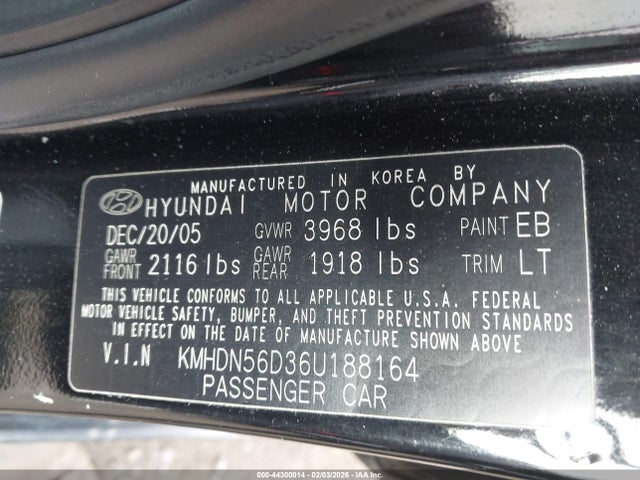 MANUFACTURED IN KOREA BY
HYUNDAI MOTOR COMPANY
DEC/20/05 GVWR 3968 lbs PAINT EB
GAWR FRONT 2116 lbs GAWR REAR 1918 lbs TRIM LT
THIS VEHICLE CONFORMS TO ALL APPLICABLE U.S.A. FEDERAL
MOTOR VEHICLE SAFETY, BUMPER, AND THEFT PREVENTION STANDARDS
IN EFFECT ON THE DATE OF MANUFACTURE SHOWN ABOVE
V.I.N KMHDN56D36U188164
PASSENGER CAR
000-44300014 - 02/03/2026 - IAAI.COM